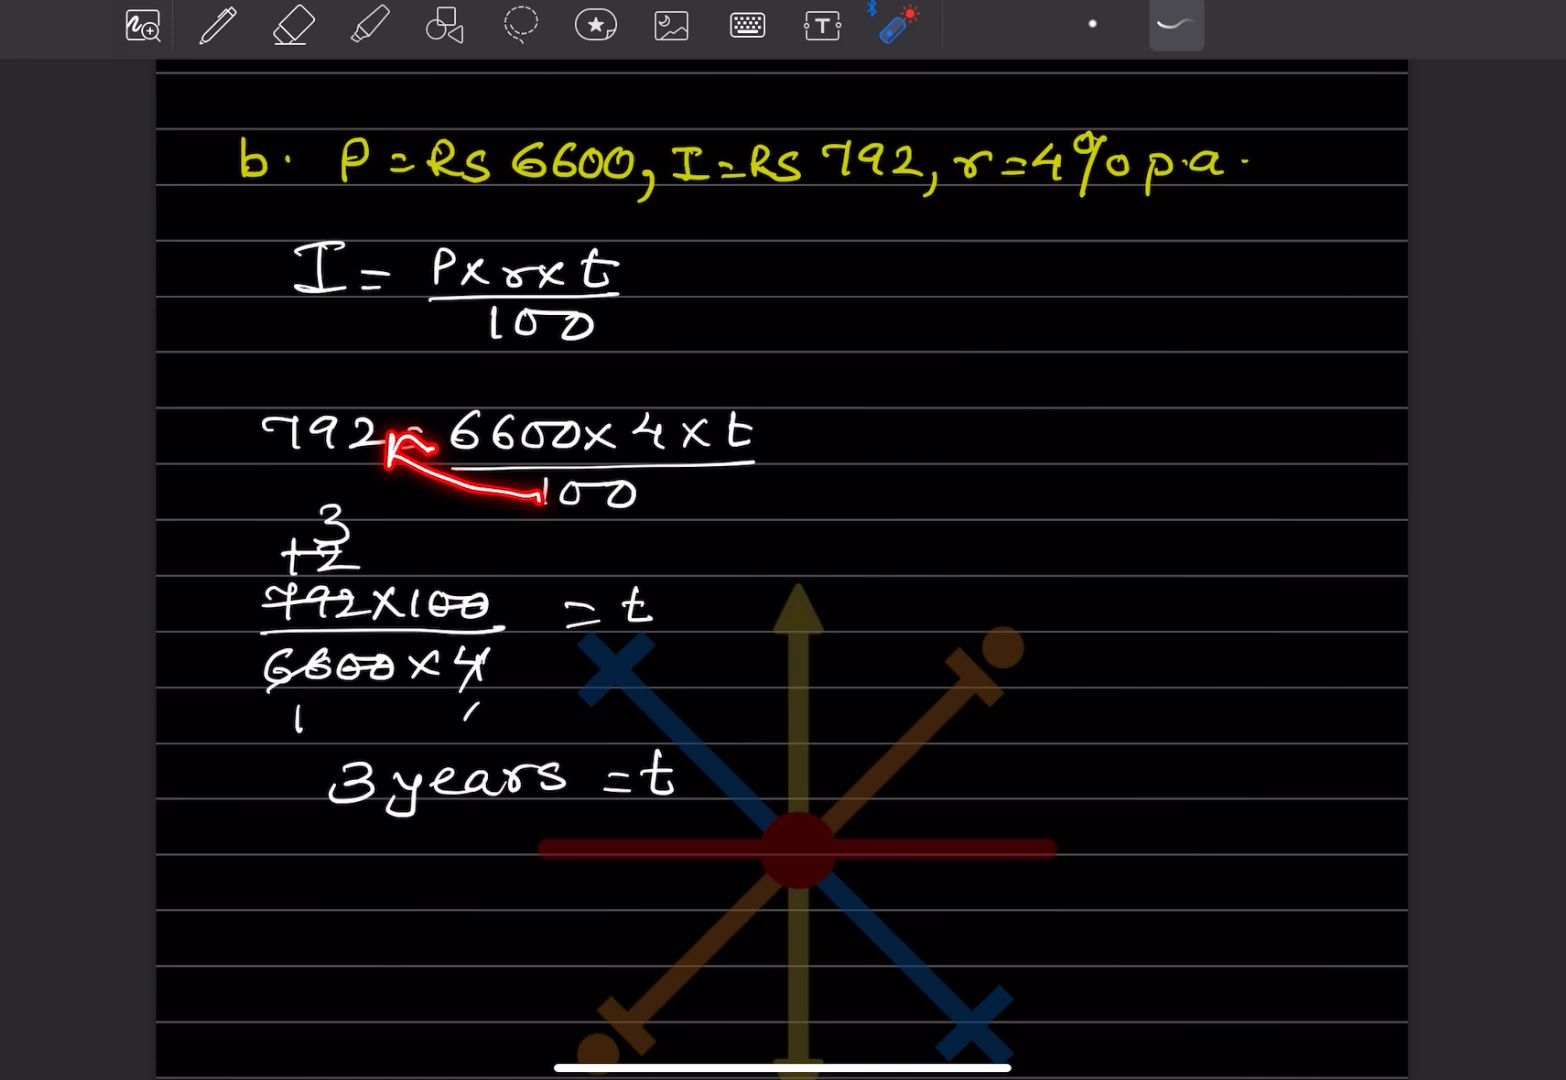 b. P = Rs 6600, I = Rs 792, r = 4% p.a.
I = P x r x t
100
792 = 6600 x 4 x t
100
3
12
792 x 100 = t
6600 x 4
1 1
3 years = t